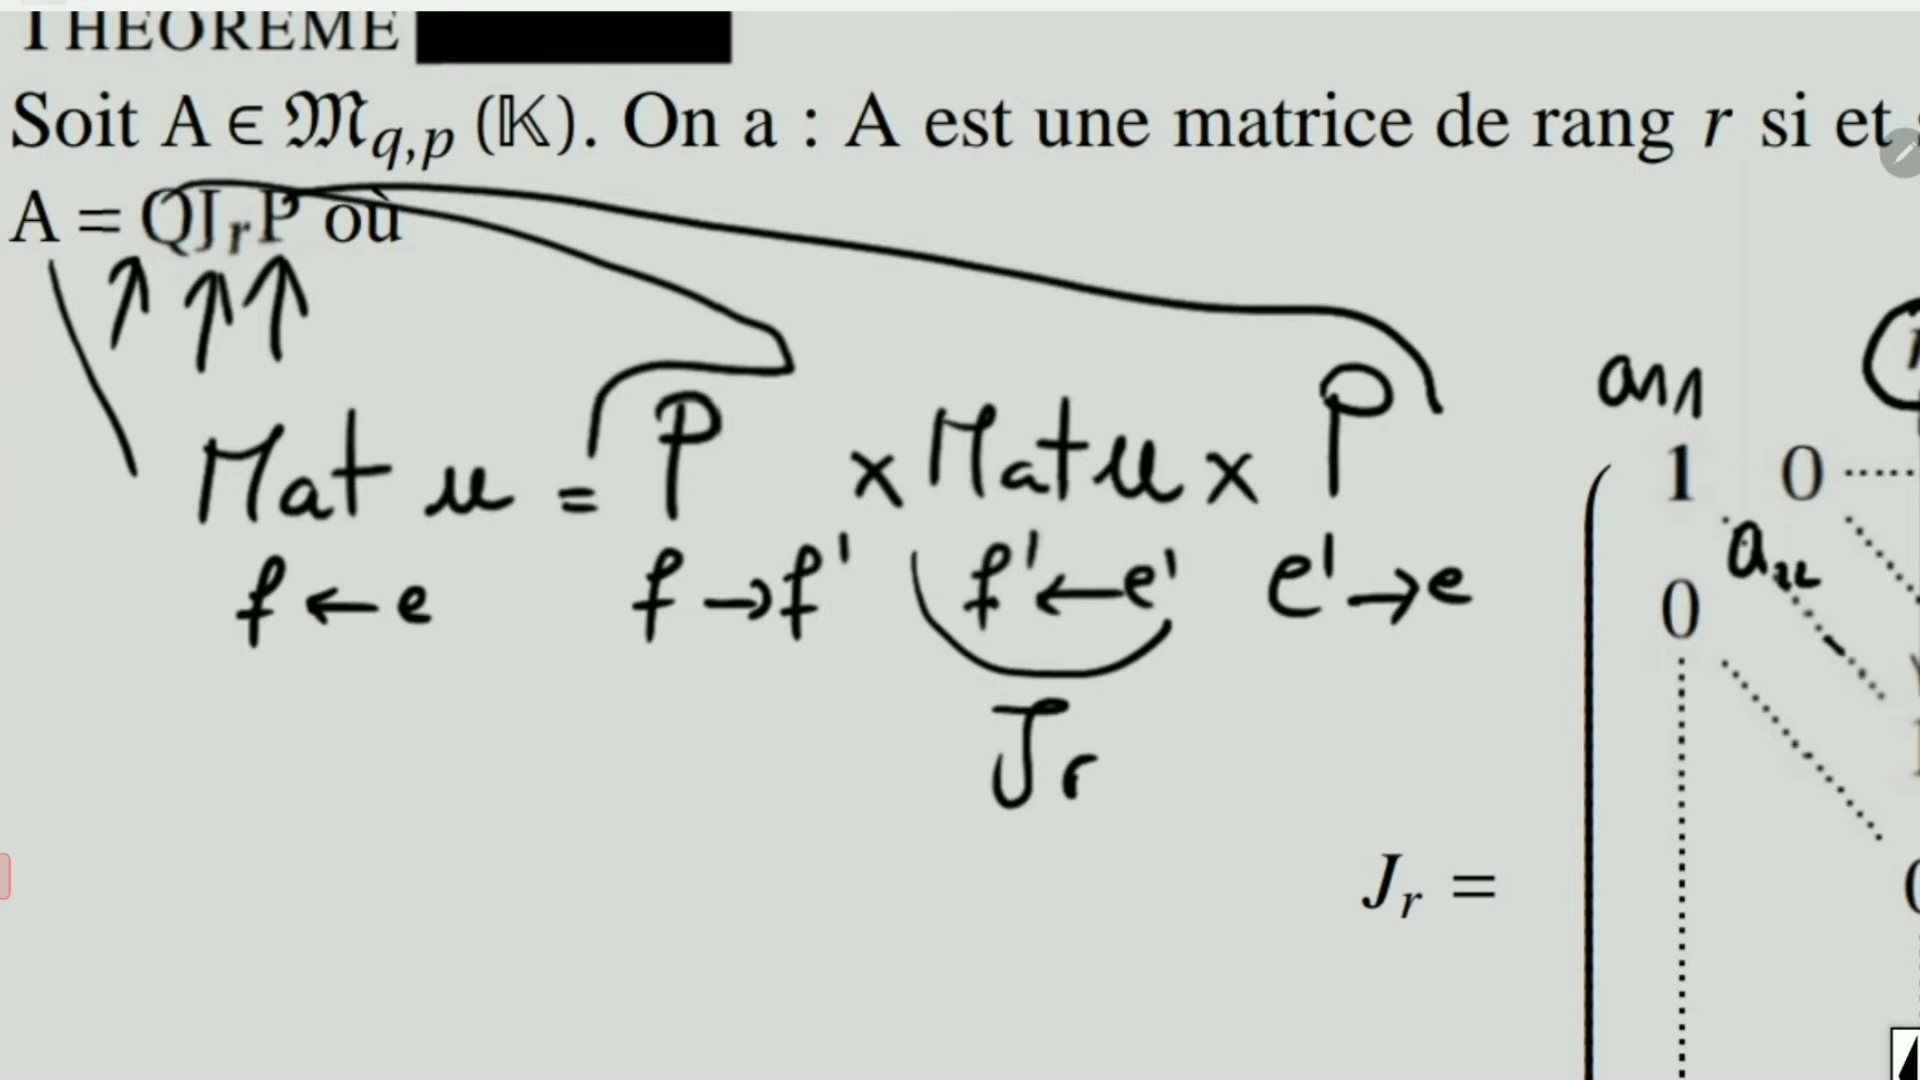 THÉORÈME
Soit A ∈ 𝔐q,p (𝕂). On a : A est une matrice de rang r si et
A = QJrP où
Mat u = P × Mat u × P
f ← e f → f' f' ← e' e' → e
Jr
a11
1 0
a22
0
Jr =